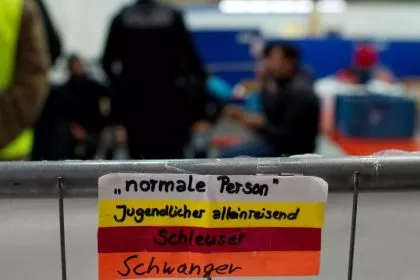 „normale Person"
Jugendlicher alleinreisend
Schleuser
Schwanger